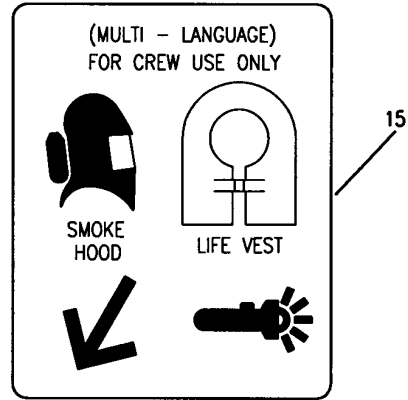 (MULTI - LANGUAGE)
FOR CREW USE ONLY
15
SMOKE
HOOD
LIFE VEST